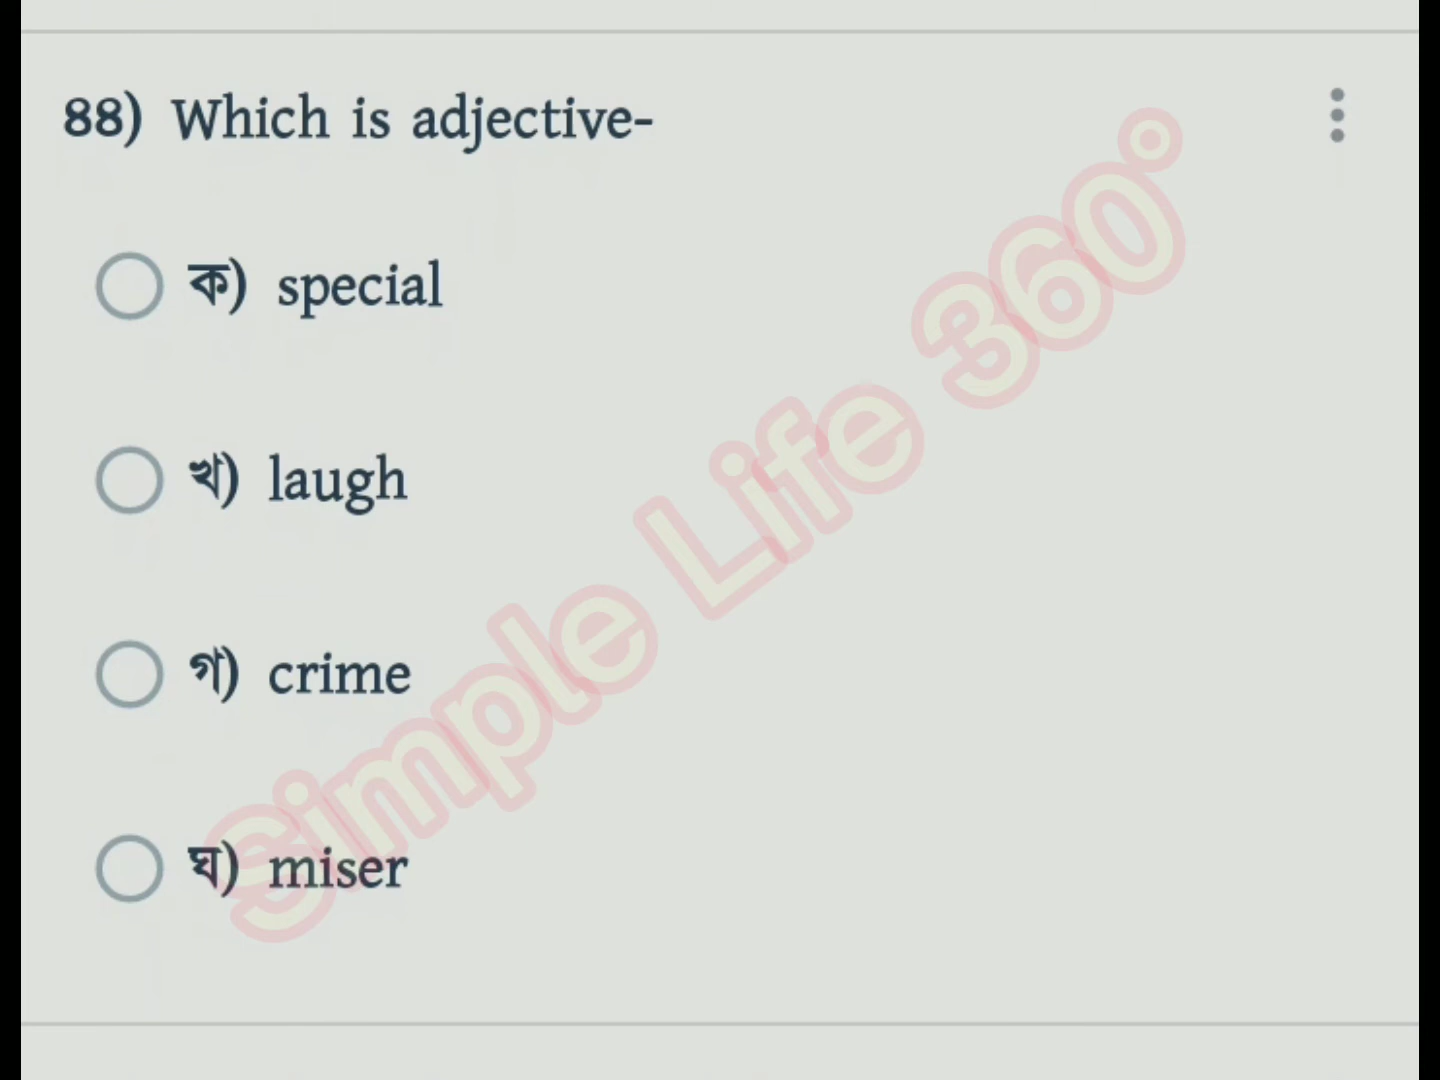 88) Which is adjective-
ক) special
খ) laugh
গ) crime
ঘ) miser
Simple Life 360°